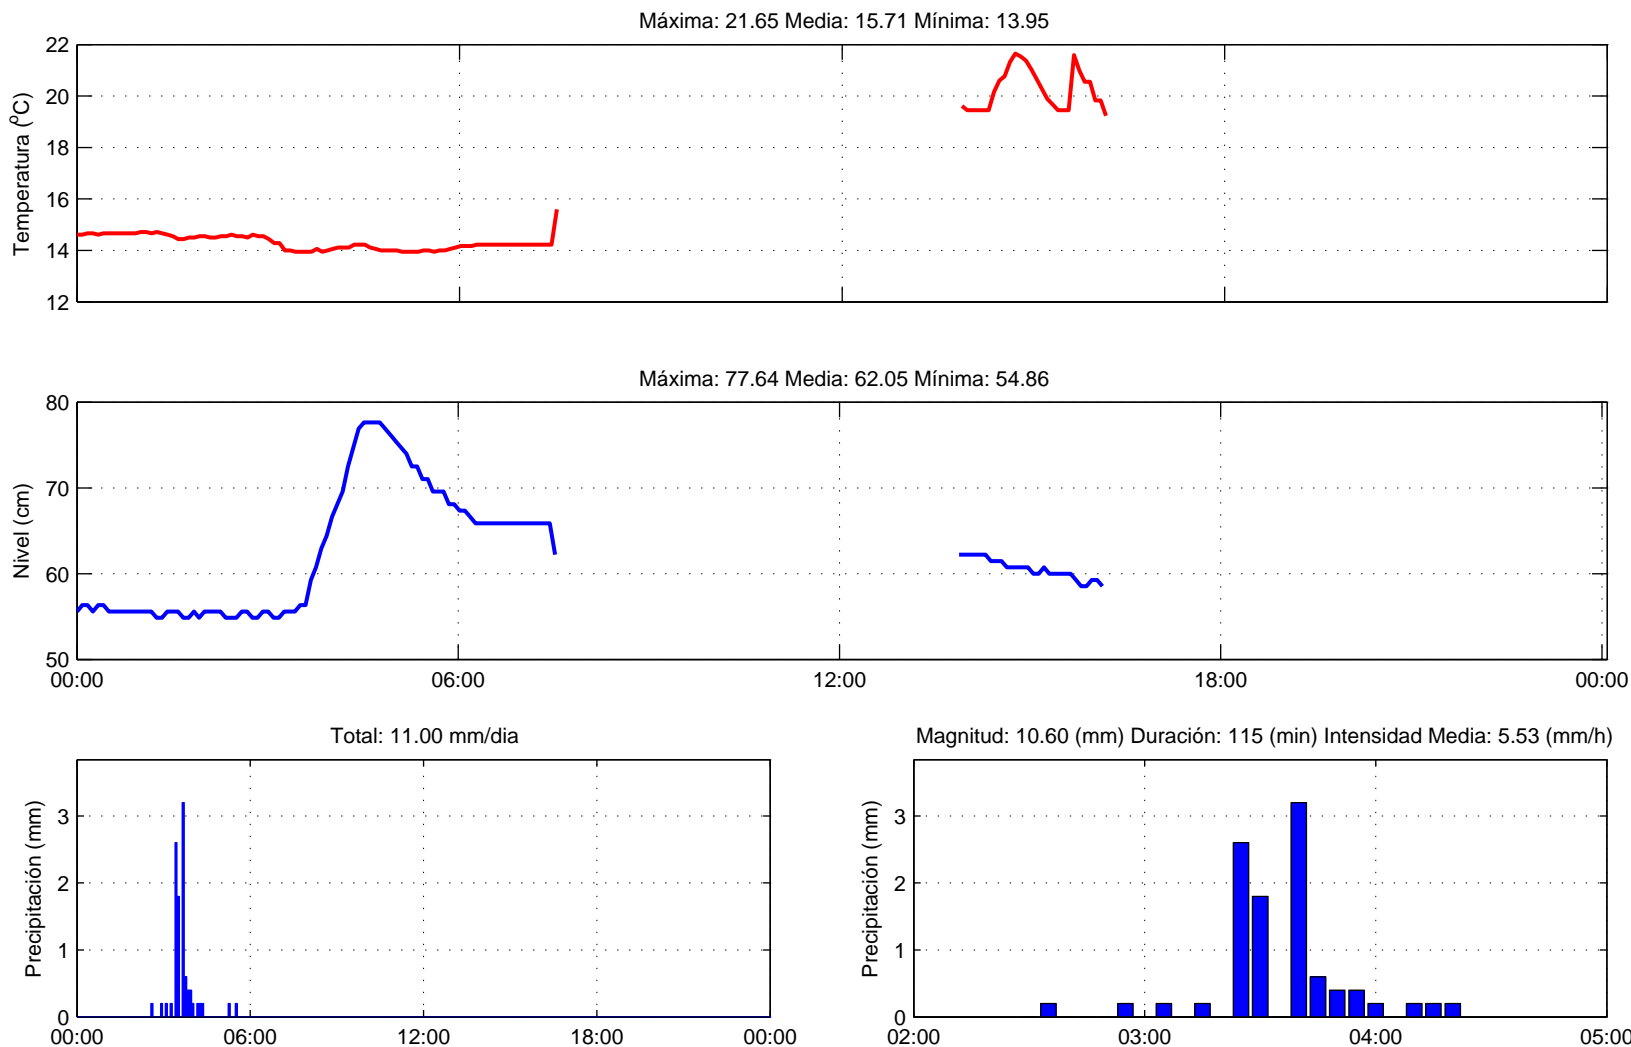 Máxima: 21.65 Media: 15.71 Mínima: 13.95
22
20
18
16
14
12
Temperatura (ºC)
Máxima: 77.64 Media: 62.05 Mínima: 54.86
80
70
60
50
Nivel (cm)
00:00 06:00 12:00 18:00 00:00
Total: 11.00 mm/dia
3
2
1
0
Precipitación (mm)
00:00 06:00 12:00 18:00 00:00
Magnitud: 10.60 (mm) Duración: 115 (min) Intensidad Media: 5.53 (mm/h)
3
2
1
0
Precipitación (mm)
02:00 03:00 04:00 05:00